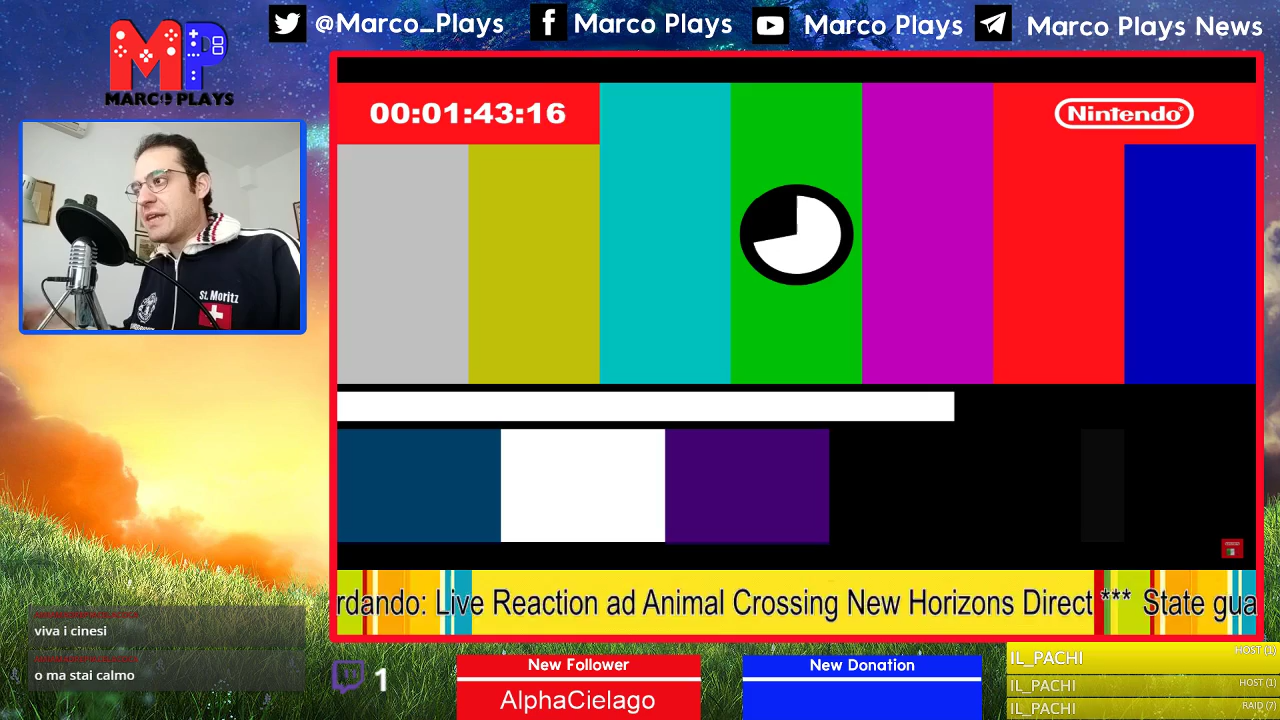 @Marco_Plays
Marco Plays
Marco Plays
Marco Plays News
MP
MARCO PLAYS
00:01:43:16
Nintendo®
St. Moritz
rdando: Live Reaction ad Animal Crossing New Horizons Direct *** State gua
viva i cinesi
o ma stai calmo
1
New Follower
AlphaCielago
New Donation
IL_PACHI
HOST (1)
IL_PACHI
HOST (1)
IL_PACHI
RAID (7)